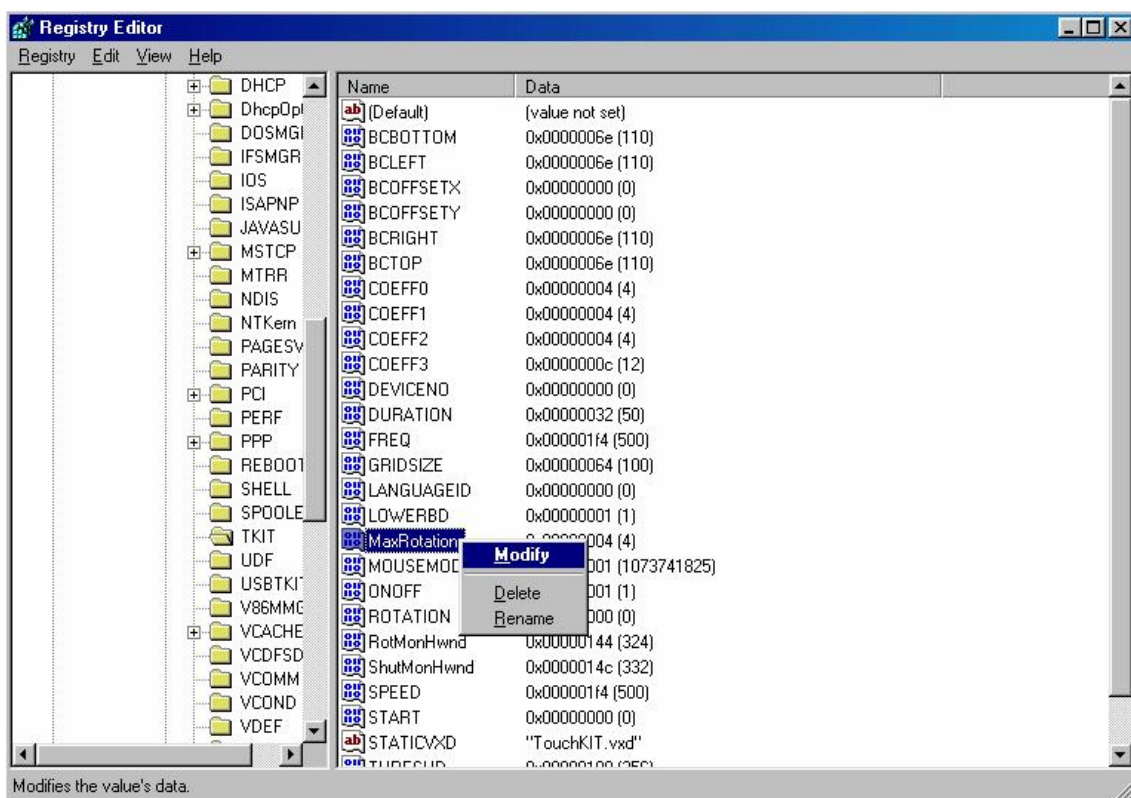 Registry Editor
Registry Edit View Help
DHCP
DhcpOp
DOSMG
IFSMGR
IOS
ISAPNP
JAVASU
MSTCP
MTRR
NDIS
NTKern
PAGESV
PARITY
PCI
PERF
PPP
REBOOT
SHELL
SPOOLE
TKIT
UDF
USBTKI
V86MMG
VCACHE
VCDFSD
VCOMM
VCOND
VDEF
Name Data
(Default) (value not set)
BCBOTTOM 0x0000006e (110)
BCLEFT 0x0000006e (110)
BCOFFSETX 0x00000000 (0)
BCOFFSETY 0x00000000 (0)
BCRIGHT 0x0000006e (110)
BCTOP 0x0000006e (110)
COEFF0 0x00000004 (4)
COEFF1 0x00000004 (4)
COEFF2 0x00000004 (4)
COEFF3 0x0000000c (12)
DEVICENO 0x00000000 (0)
DURATION 0x00000032 (50)
FREQ 0x000001f4 (500)
GRIDSIZE 0x00000064 (100)
LANGUAGEID 0x00000000 (0)
LOWERBD 0x00000001 (1)
MaxRotation 004 (4)
MOUSEMOD 001 (1073741825)
ONOFF 001 (1)
ROTATION 000 (0)
RotMonHwnd 0x00000144 (324)
ShutMonHwnd 0x0000014c (332)
SPEED 0x000001f4 (500)
START 0x00000000 (0)
STATICVXD "TouchKIT.vxd"
Modify
Delete
Rename
Modifies the value's data.